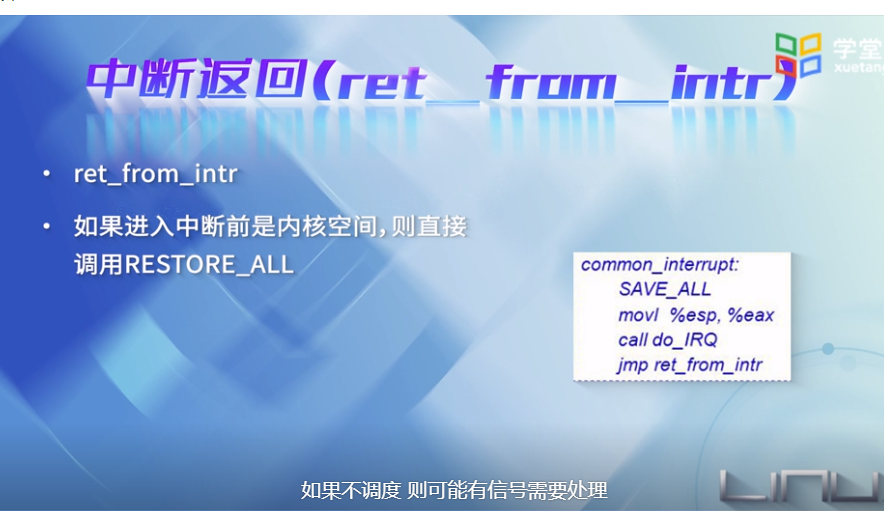 中断返回(ret__from__intr)
学堂
xuetang
• ret_from_intr
• 如果进入中断前是内核空间,则直接
调用RESTORE_ALL
common_interrupt:
SAVE_ALL
movl %esp, %eax
call do_IRQ
jmp ret_from_intr
如果不调度 则可能有信号需要处理
LINU